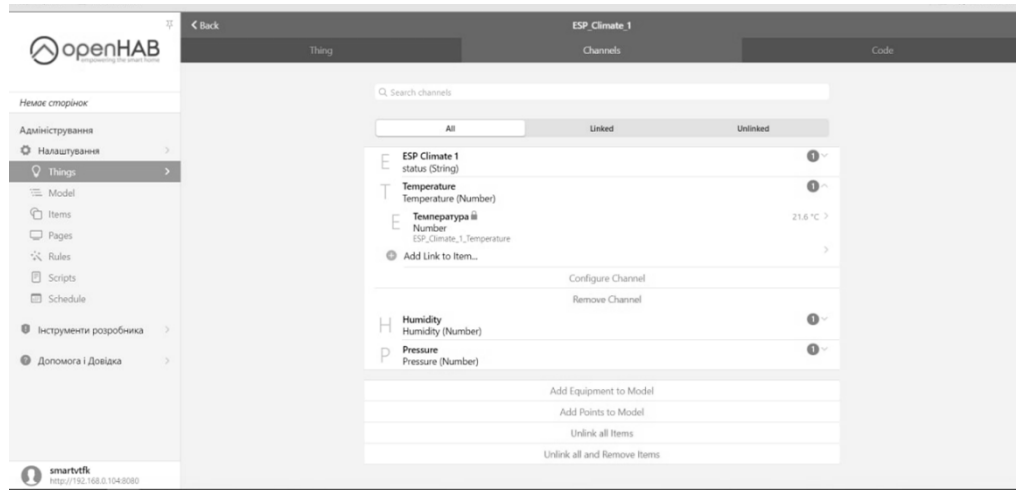 Back
ESP_Climate_1
openHAB
empowering the smart home
Thing
Channels
Code
Немає сторінок
Адміністрування
Налаштування
Things
Model
Items
Pages
Rules
Scripts
Schedule
Інструменти розробника
Допомога і Довідка
smartvtfk
http://192.168.0.104:8080
Search channels
All
Linked
Unlinked
E
ESP Climate 1
status (String)
1
T
Temperature
Temperature (Number)
1
E
Температура
Number
ESP_Climate_1_Temperature
21.6 °C
Add Link to Item...
Configure Channel
Remove Channel
H
Humidity
Humidity (Number)
1
P
Pressure
Pressure (Number)
1
Add Equipment to Model
Add Points to Model
Unlink all Items
Unlink all and Remove Items